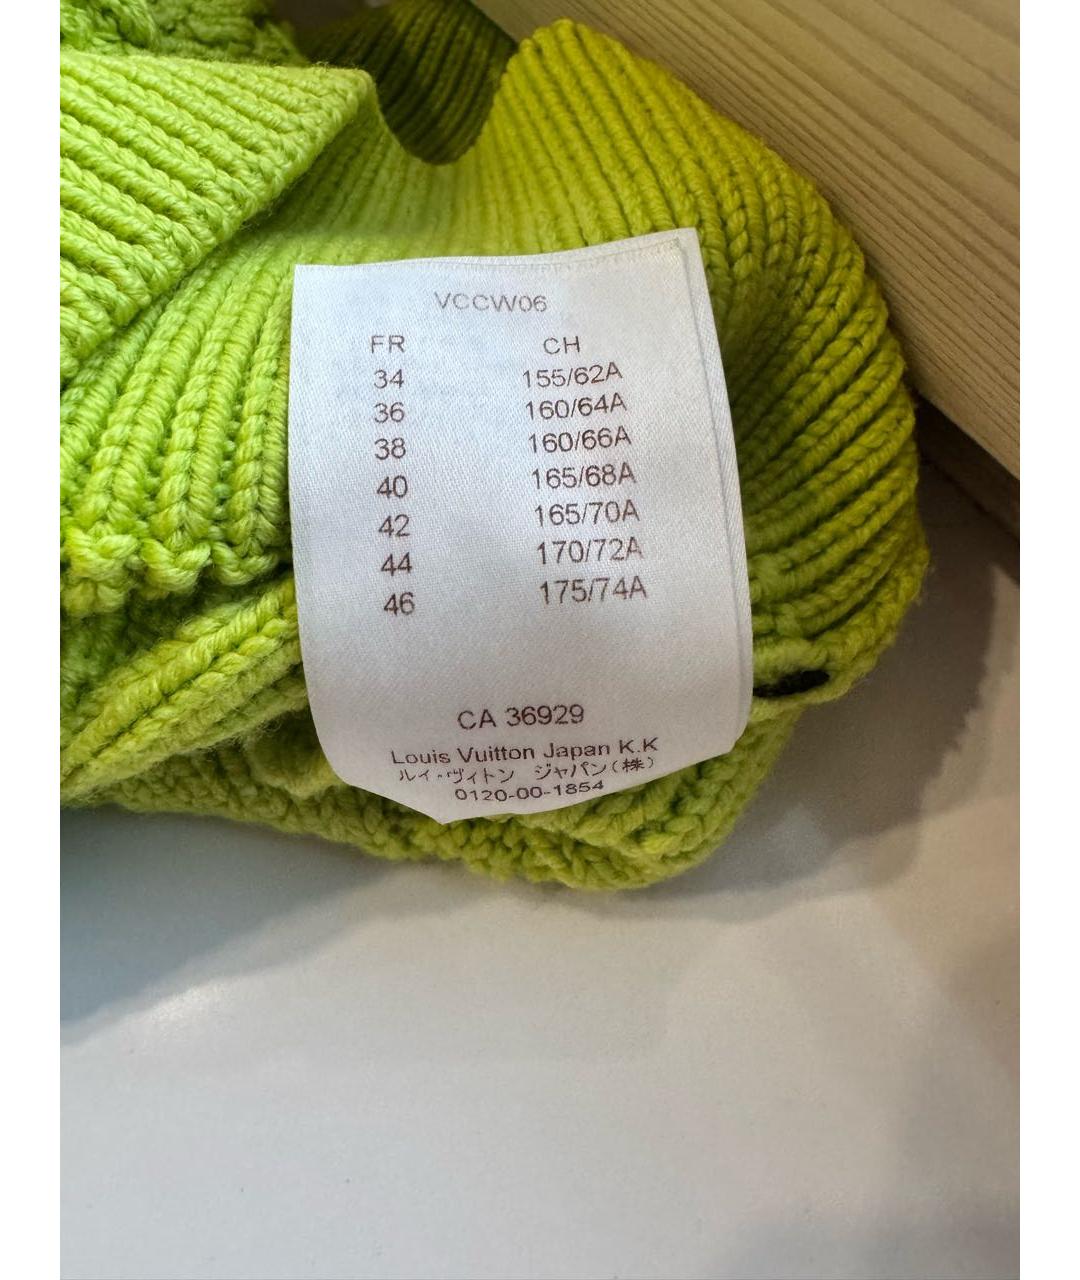 VCCW06
FR CH
34 155/62A
36 160/64A
38 160/66A
40 165/68A
42 165/70A
44 170/72A
46 175/74A
CA 36929
Louis Vuitton Japan K.K
ルイ・ヴィトン ジャパン(株)
0120-00-1854